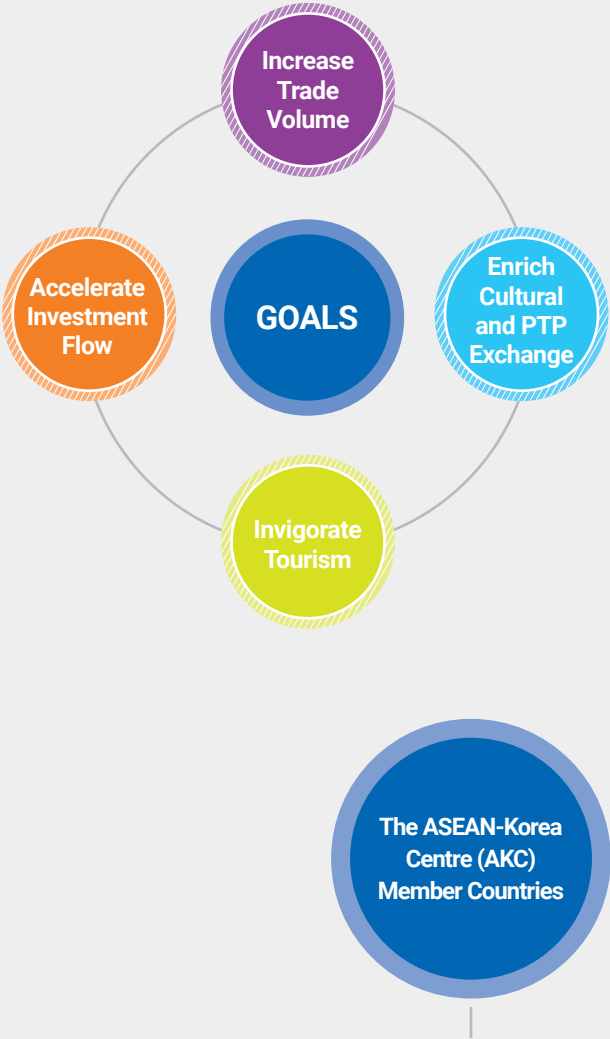 Increase
Trade
Volume
Accelerate
Investment
Flow
GOALS
Enrich
Cultural
and PTP
Exchange
Invigorate
Tourism
The ASEAN-Korea
Centre (AKC)
Member Countries